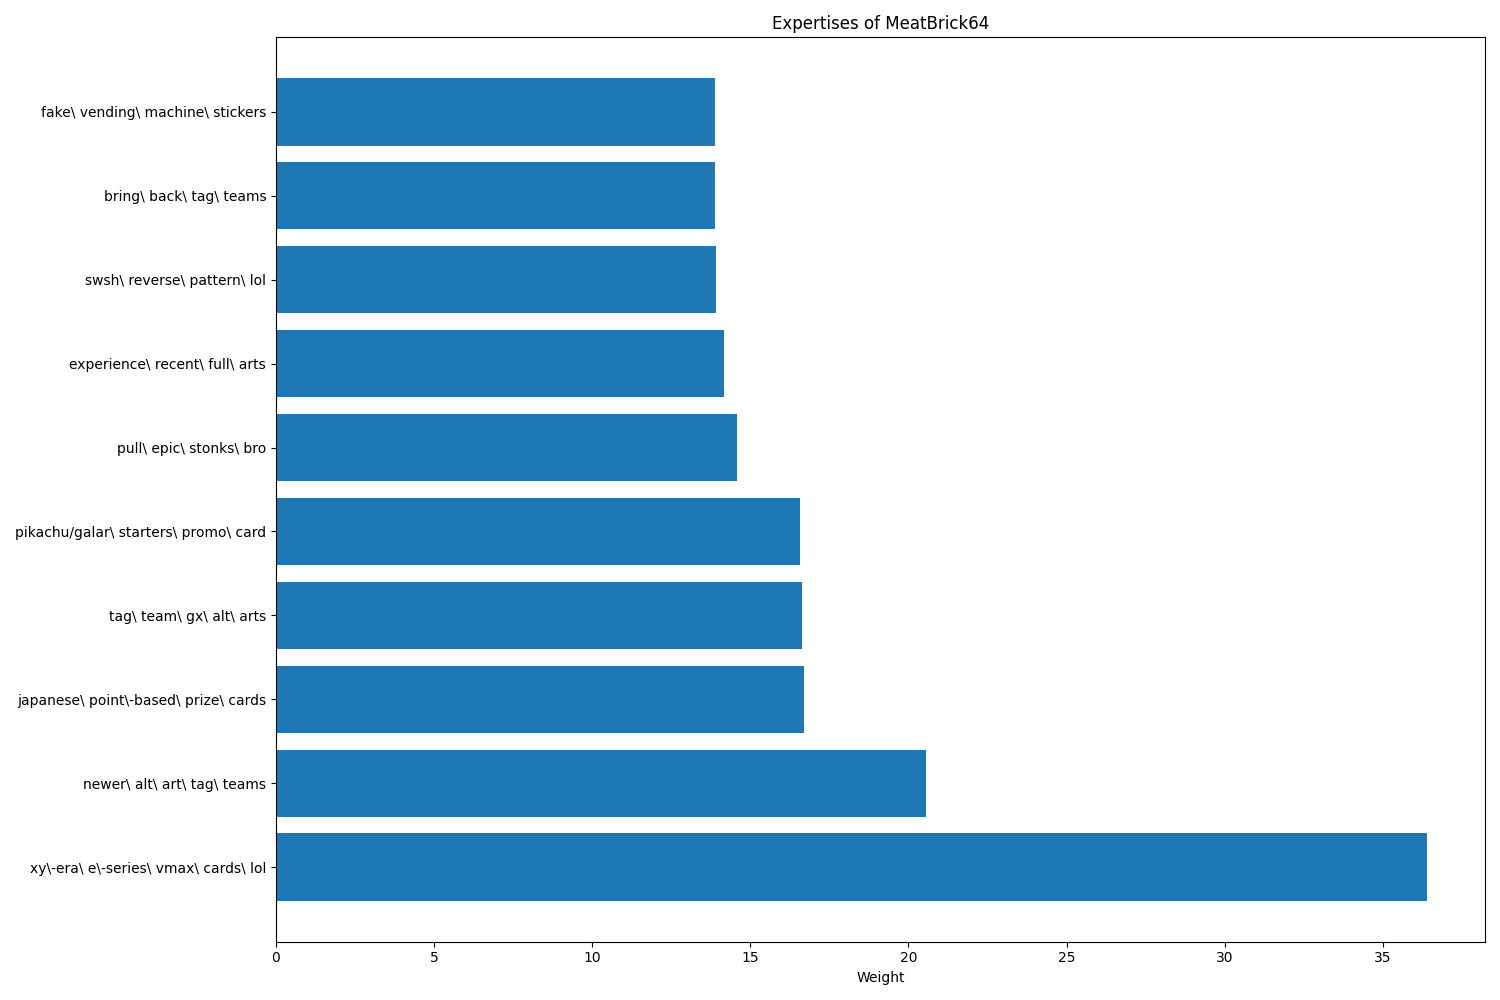 Expertises of MeatBrick64
fake\ vending\ machine\ stickers
bring\ back\ tag\ teams
swsh\ reverse\ pattern\ lol
experience\ recent\ full\ arts
pull\ epic\ stonks\ bro
pikachu/galar\ starters\ promo\ card
tag\ team\ gx\ alt\ arts
japanese\ point\-based\ prize\ cards
newer\ alt\ art\ tag\ teams
xy\-era\ e\-series\ vmax\ cards\ lol
0 5 10 15 20 25 30 35
Weight